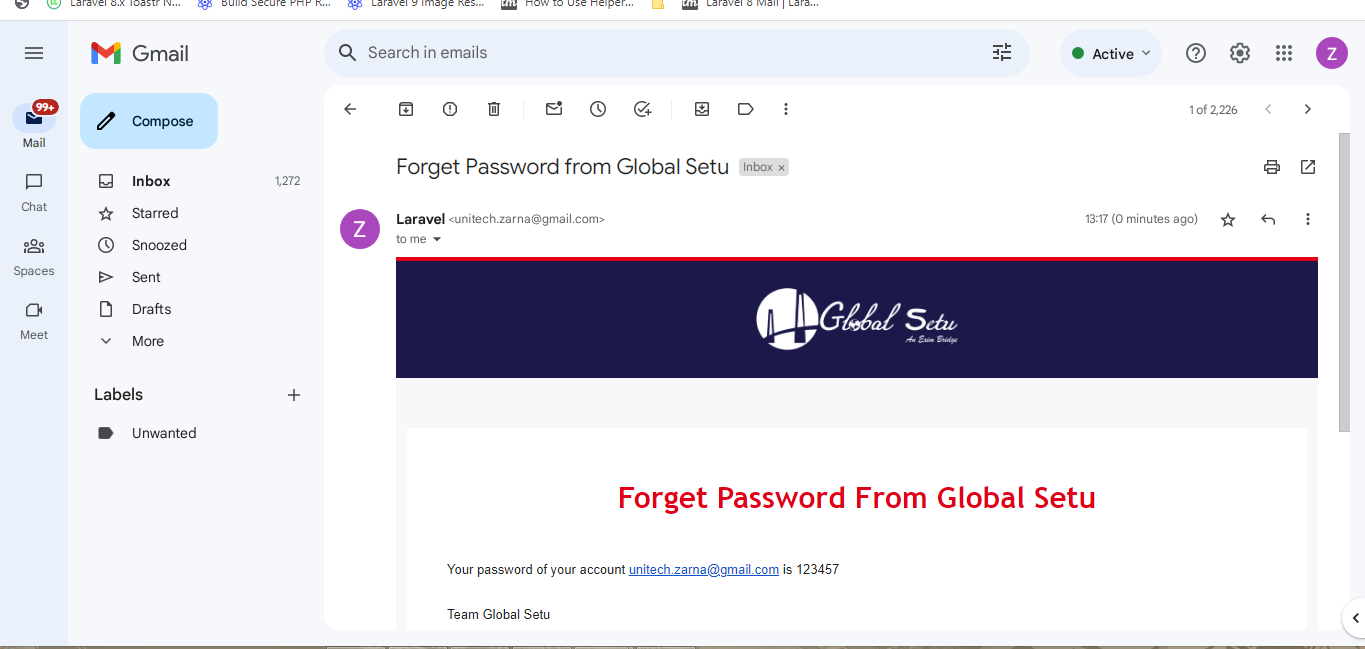 Laravel 8.x Toastr N...
Build Secure PHP R...
Laravel 9 Image Res...
How to Use Helper...
Laravel 8 Mail | Lara...
Gmail
Search in emails
Active
Z
99+
Mail
Chat
Spaces
Meet
Compose
Inbox 1,272
Starred
Snoozed
Sent
Drafts
More
Labels
Unwanted
1 of 2,226
Forget Password from Global Setu
Inbox ×
Z
Laravel <unitech.zarna@gmail.com>
13:17 (0 minutes ago)
to me
Global Setu
An Exim Bridge
Forget Password From Global Setu
Your password of your account unitech.zarna@gmail.com is 123457
Team Global Setu